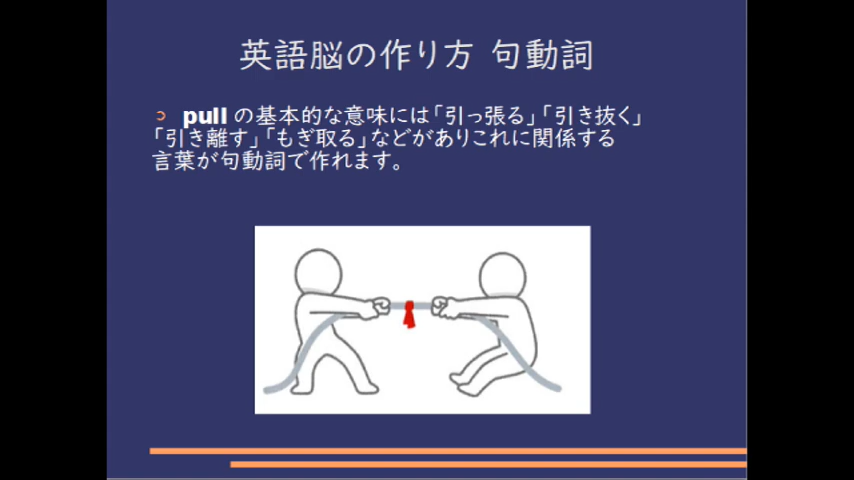 英語脳の作り方 句動詞
pull の基本的な意味には「引っ張る」「引き抜く」
「引き離す」「もぎ取る」などがありこれに関係する
言葉が句動詞で作れます。